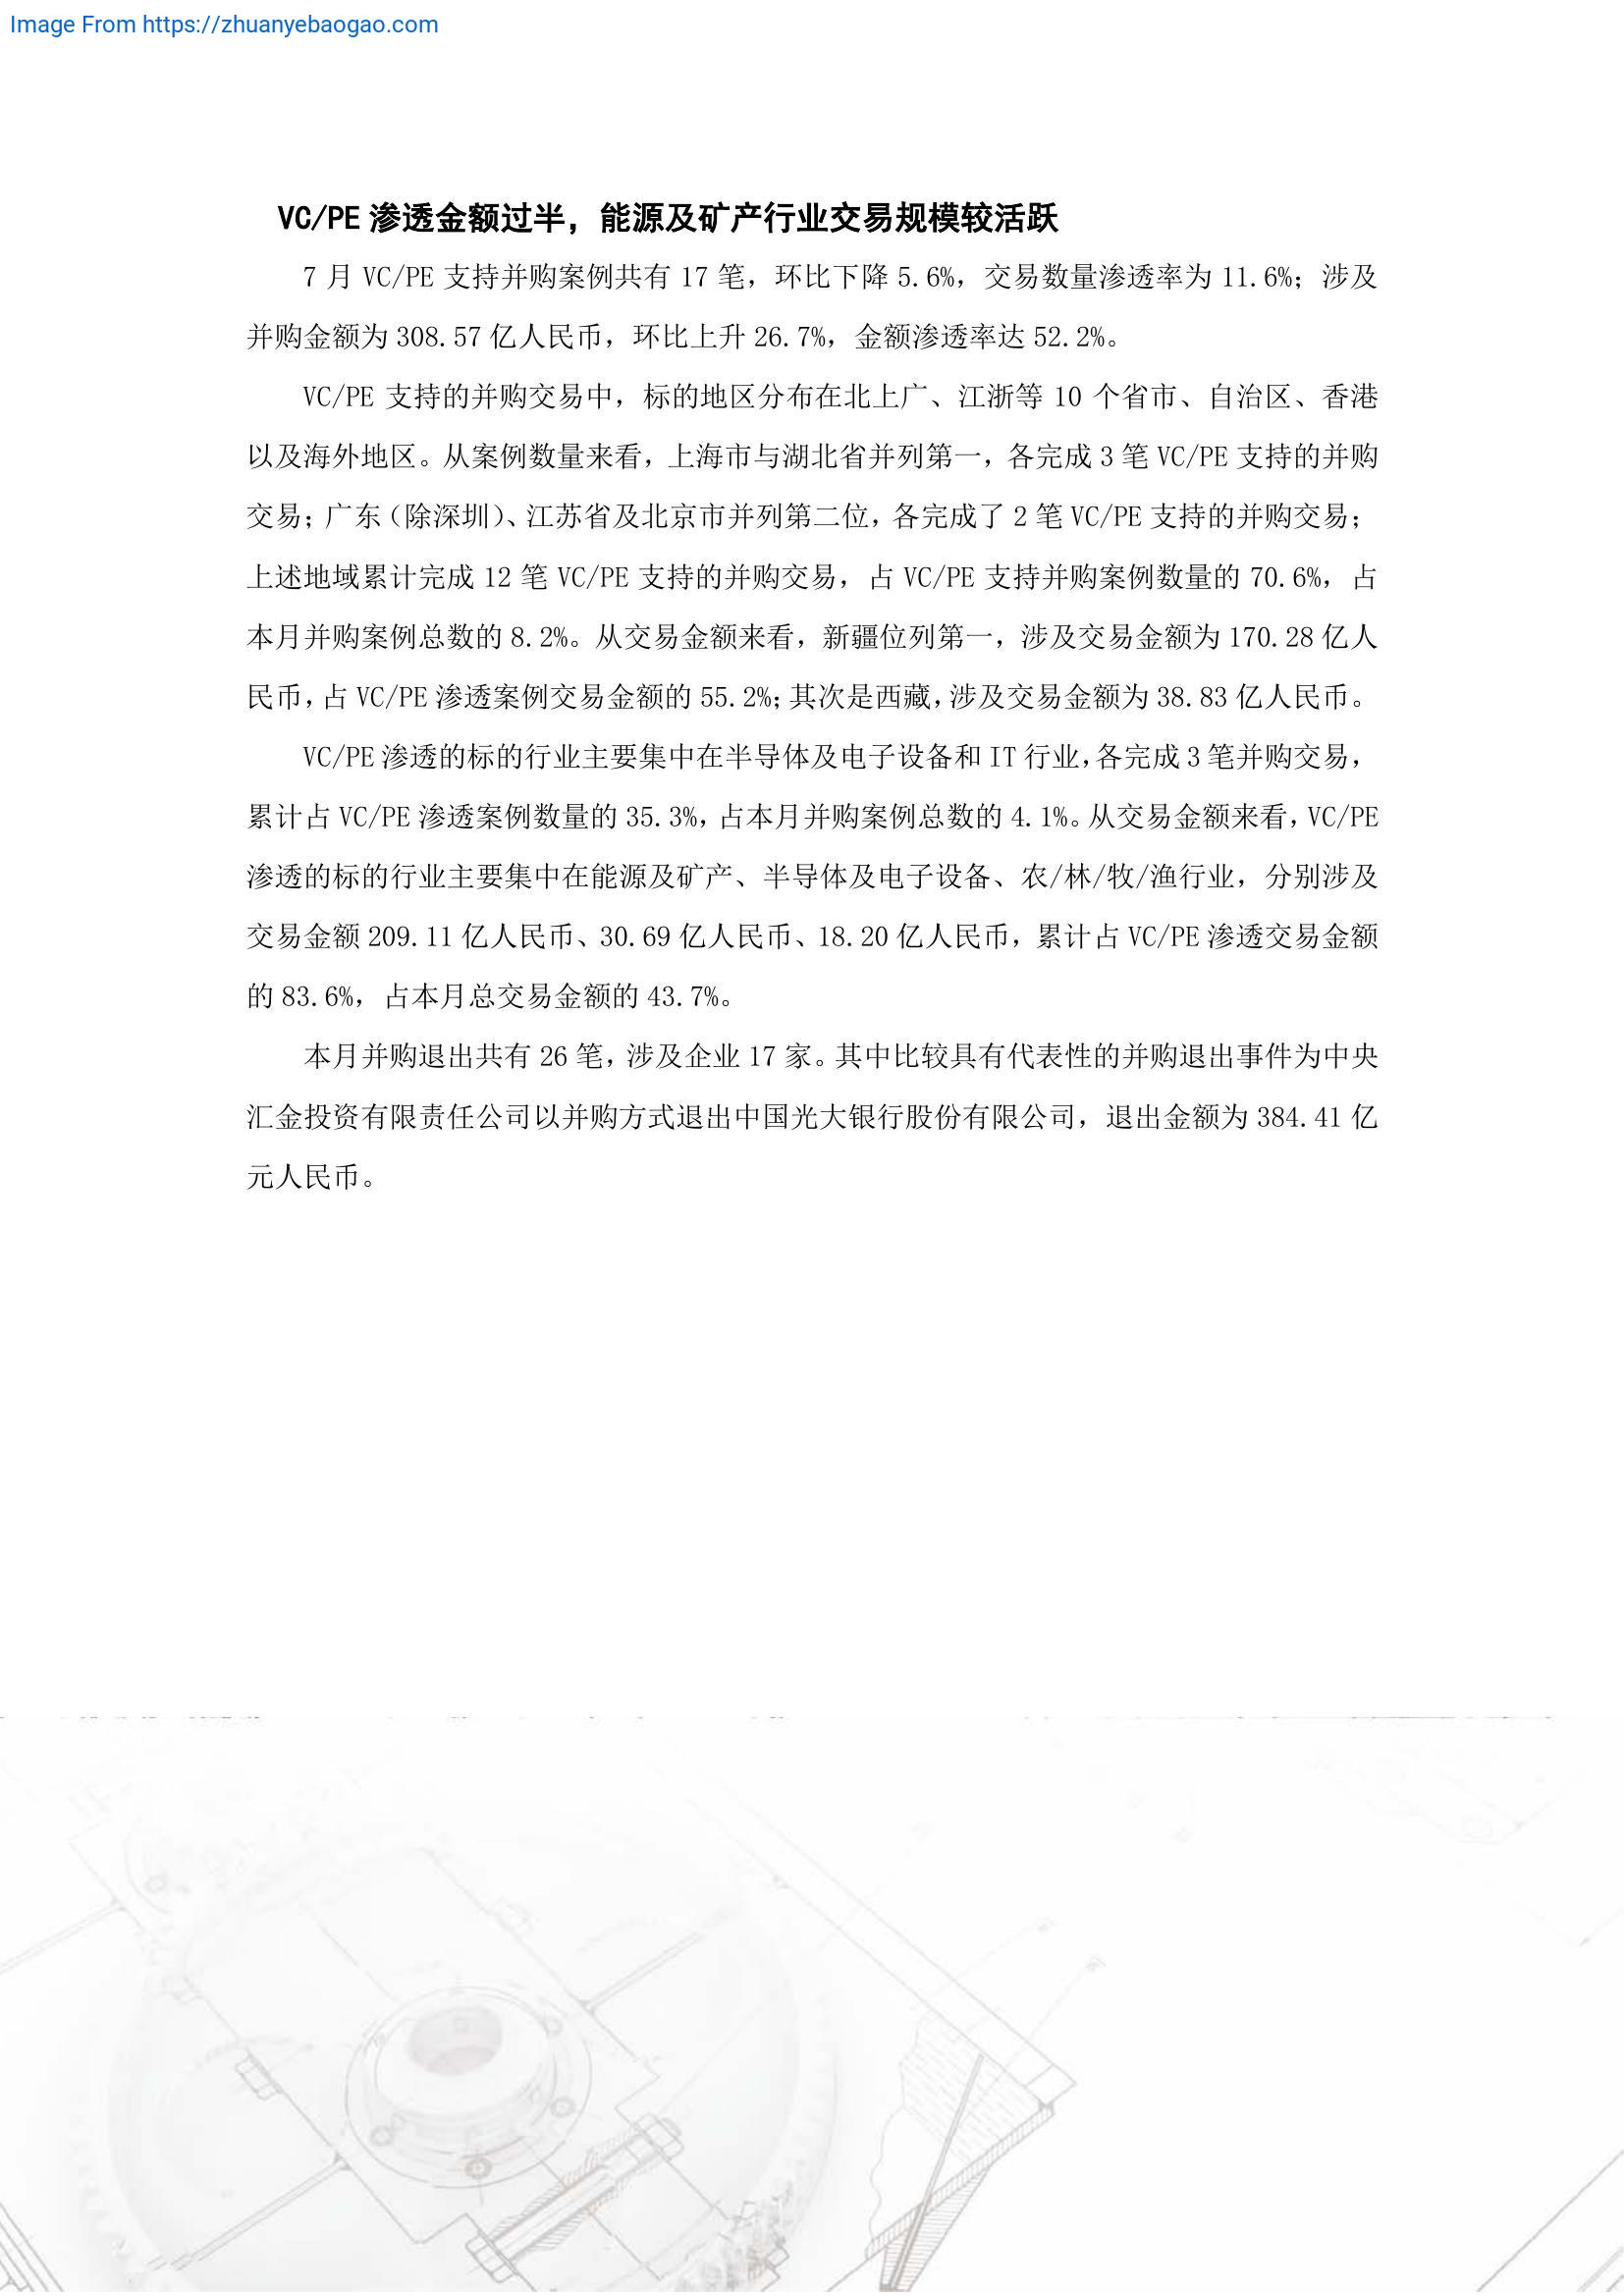 Image From https://zhuanyebaogao.com
VC/PE 渗透金额过半，能源及矿产行业交易规模较活跃
7 月 VC/PE 支持并购案例共有 17 笔，环比下降 5.6%，交易数量渗透率为 11.6%；涉及
并购金额为 308.57 亿人民币，环比上升 26.7%，金额渗透率达 52.2%。
VC/PE 支持的并购交易中，标的地区分布在北上广、江浙等 10 个省市、自治区、香港
以及海外地区。从案例数量来看，上海市与湖北省并列第一，各完成 3 笔 VC/PE 支持的并购
交易；广东（除深圳）、江苏省及北京市并列第二位，各完成了 2 笔 VC/PE 支持的并购交易；
上述地域累计完成 12 笔 VC/PE 支持的并购交易，占 VC/PE 支持并购案例数量的 70.6%，占
本月并购案例总数的 8.2%。从交易金额来看，新疆位列第一，涉及交易金额为 170.28 亿人
民币，占 VC/PE 渗透案例交易金额的 55.2%；其次是西藏，涉及交易金额为 38.83 亿人民币。
VC/PE 渗透的标的行业主要集中在半导体及电子设备和 IT 行业，各完成 3 笔并购交易，
累计占 VC/PE 渗透案例数量的 35.3%，占本月并购案例总数的 4.1%。从交易金额来看，VC/PE
渗透的标的行业主要集中在能源及矿产、半导体及电子设备、农/林/牧/渔行业，分别涉及
交易金额 209.11 亿人民币、30.69 亿人民币、18.20 亿人民币，累计占 VC/PE 渗透交易金额
的 83.6%，占本月总交易金额的 43.7%。
本月并购退出共有 26 笔，涉及企业 17 家。其中比较具有代表性的并购退出事件为中央
汇金投资有限责任公司以并购方式退出中国光大银行股份有限公司，退出金额为 384.41 亿
元人民币。